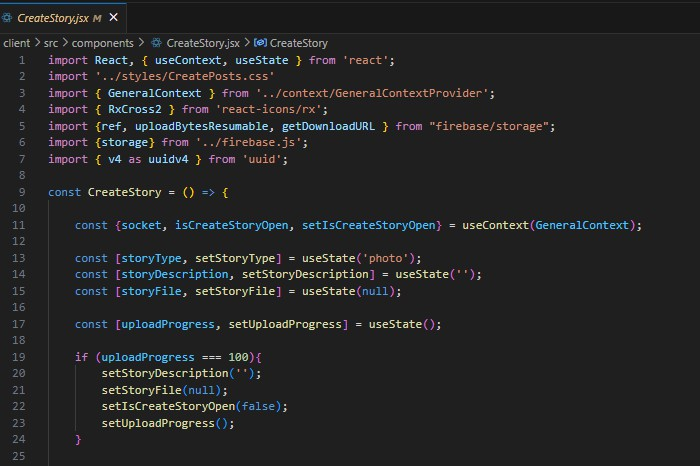 CreateStory.jsx M ×
client > src > components > CreateStory.jsx > CreateStory
1 import React, { useContext, useState } from 'react';
2 import '../styles/CreatePosts.css'
3 import { GeneralContext } from '../context/GeneralContextProvider';
4 import { RxCross2 } from 'react-icons/rx';
5 import {ref, uploadBytesResumable, getDownloadURL } from "firebase/storage";
6 import {storage} from '../firebase.js';
7 import { v4 as uuidv4 } from 'uuid';
8
9 const CreateStory = () => {
10
11     const {socket, isCreateStoryOpen, setIsCreateStoryOpen} = useContext(GeneralContext);
12
13     const [storyType, setStoryType] = useState('photo');
14     const [storyDescription, setStoryDescription] = useState('');
15     const [storyFile, setStoryFile] = useState(null);
16
17     const [uploadProgress, setUploadProgress] = useState();
18
19     if (uploadProgress === 100){
20         setStoryDescription('');
21         setStoryFile(null);
22         setIsCreateStoryOpen(false);
23         setUploadProgress();
24     }
25